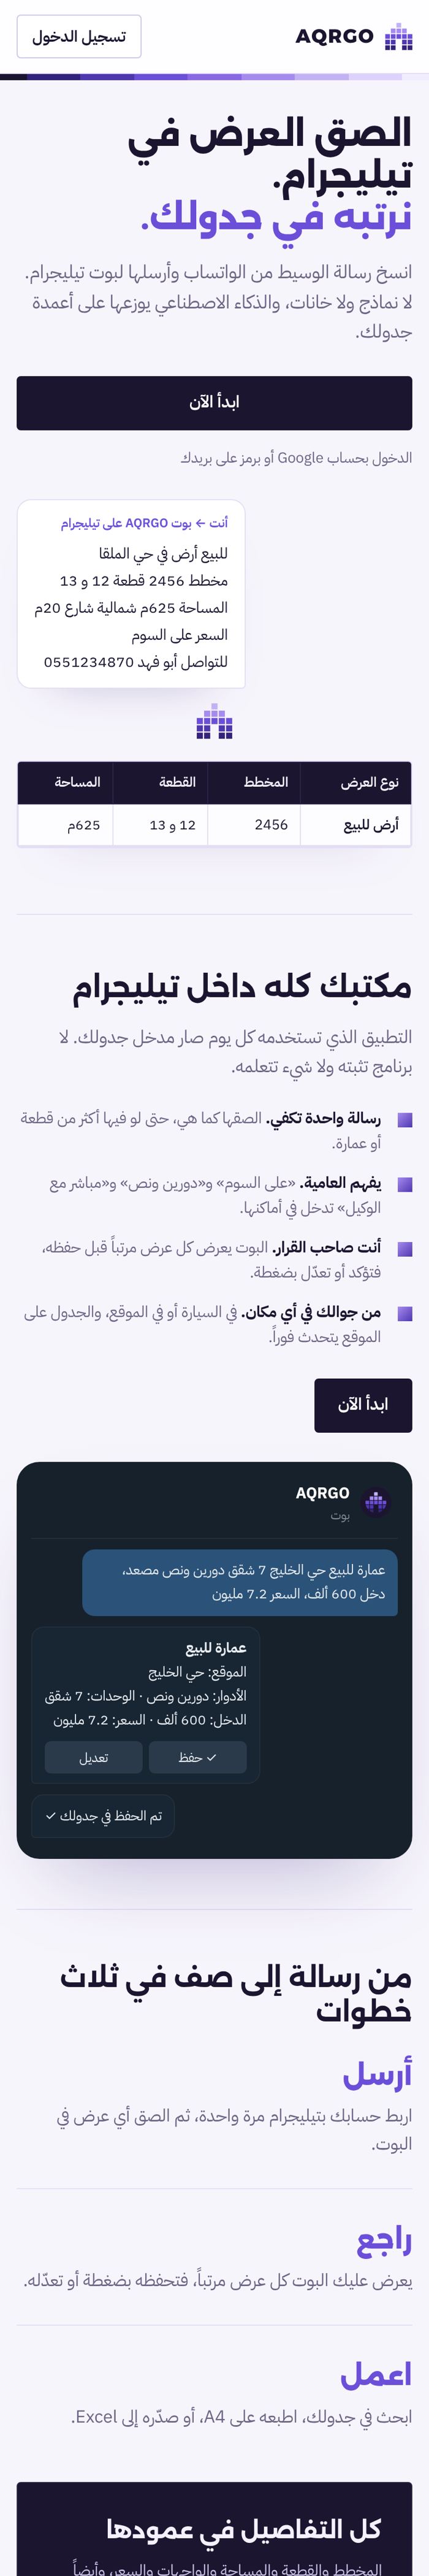 AQRGO
تسجيل الدخول
الصق العرض في
تيليجرام.
نرتبه في جدولك.
انسخ رسالة الوسيط من الواتساب وأرسلها لبوت تيليجرام.
لا نماذج ولا خانات، والذكاء الاصطناعي يوزعها على أعمدة
جدولك.
ابدأ الآن
الدخول بحساب Google أو برمز على بريدك
أنت ← بوت AQRGO على تيليجرام
للبيع أرض في حي الملقا
مخطط 2456 قطعة 12 و 13
المساحة 625م شمالية شارع 20م
السعر على السوم
للتواصل أبو فهد 0551234870
نوع العرض المخطط القطعة المساحة
أرض للبيع 2456 12 و 13 625م
مكتبك كله داخل تيليجرام
التطبيق الذي تستخدمه كل يوم صار مدخل جدولك. لا
برنامج تثبته ولا شيء تتعلمه.
رسالة واحدة تكفي. الصقها كما هي، حتى لو فيها أكثر من قطعة
أو عمارة.
يفهم العامية. «على السوم» و«دورين ونص» و«مباشر مع
الوكيل» تدخل في أماكنها.
أنت صاحب القرار. البوت يعرض كل عرض مرتباً قبل حفظه،
فتؤكد أو تعدّل بضغطة.
من جوالك في أي مكان. في السيارة أو في الموقع، والجدول على
الموقع يتحدث فوراً.
ابدأ الآن
AQRGO
بوت
عمارة للبيع حي الخليج 7 شقق دورين ونص مصعد،
دخل 600 ألف، السعر 7.2 مليون
عمارة للبيع
الموقع: حي الخليج
الأدوار: دورين ونص · الوحدات: 7 شقق
الدخل: 600 ألف · السعر: 7.2 مليون
✓ حفظ
تعديل
تم الحفظ في جدولك ✓
من رسالة إلى صف في ثلاث
خطوات
أرسل
اربط حسابك بتيليجرام مرة واحدة، ثم الصق أي عرض في
البوت.
راجع
يعرض عليك البوت كل عرض مرتباً، فتحفظه بضغطة أو تعدّله.
اعمل
ابحث في جدولك، اطبعه على A4، أو صدّره إلى Excel.
كل التفاصيل في عمودها
المخطط والقطعة والمساحة والواجهات والسعر، وأيضاً